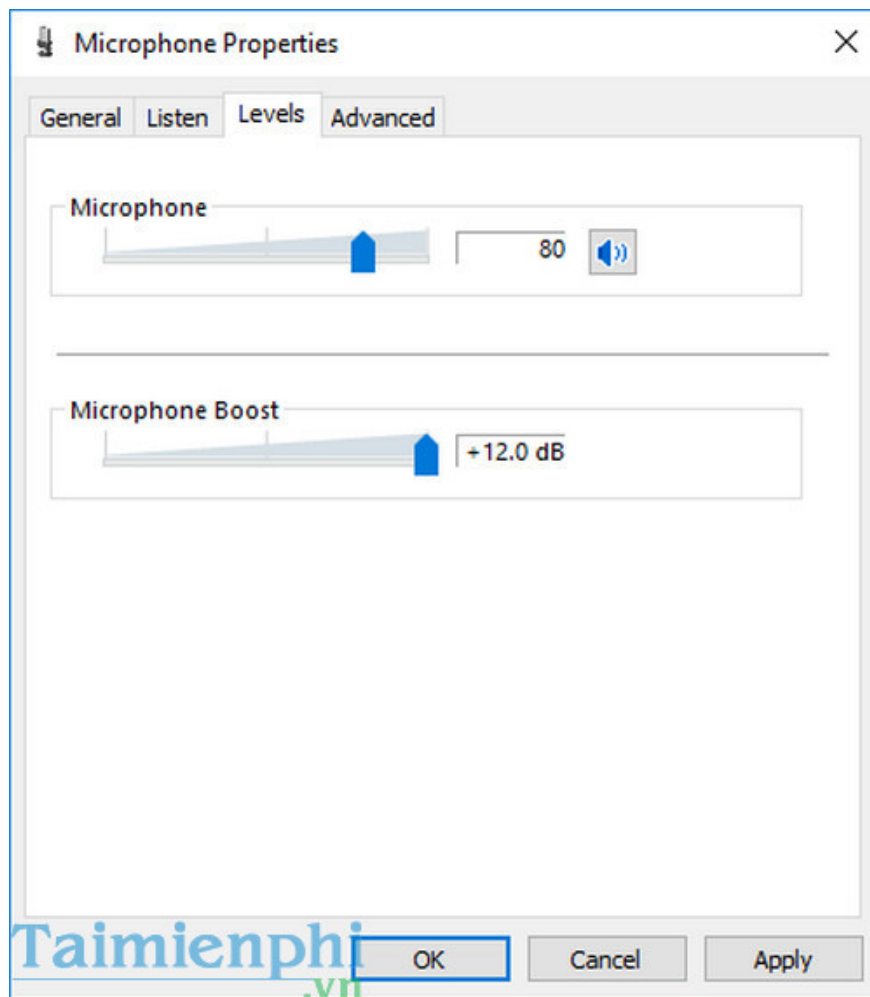 Microphone Properties
General Listen Levels Advanced
Microphone
80
Microphone Boost
+12.0 dB
Taimienphi
.vn
OK Cancel Apply